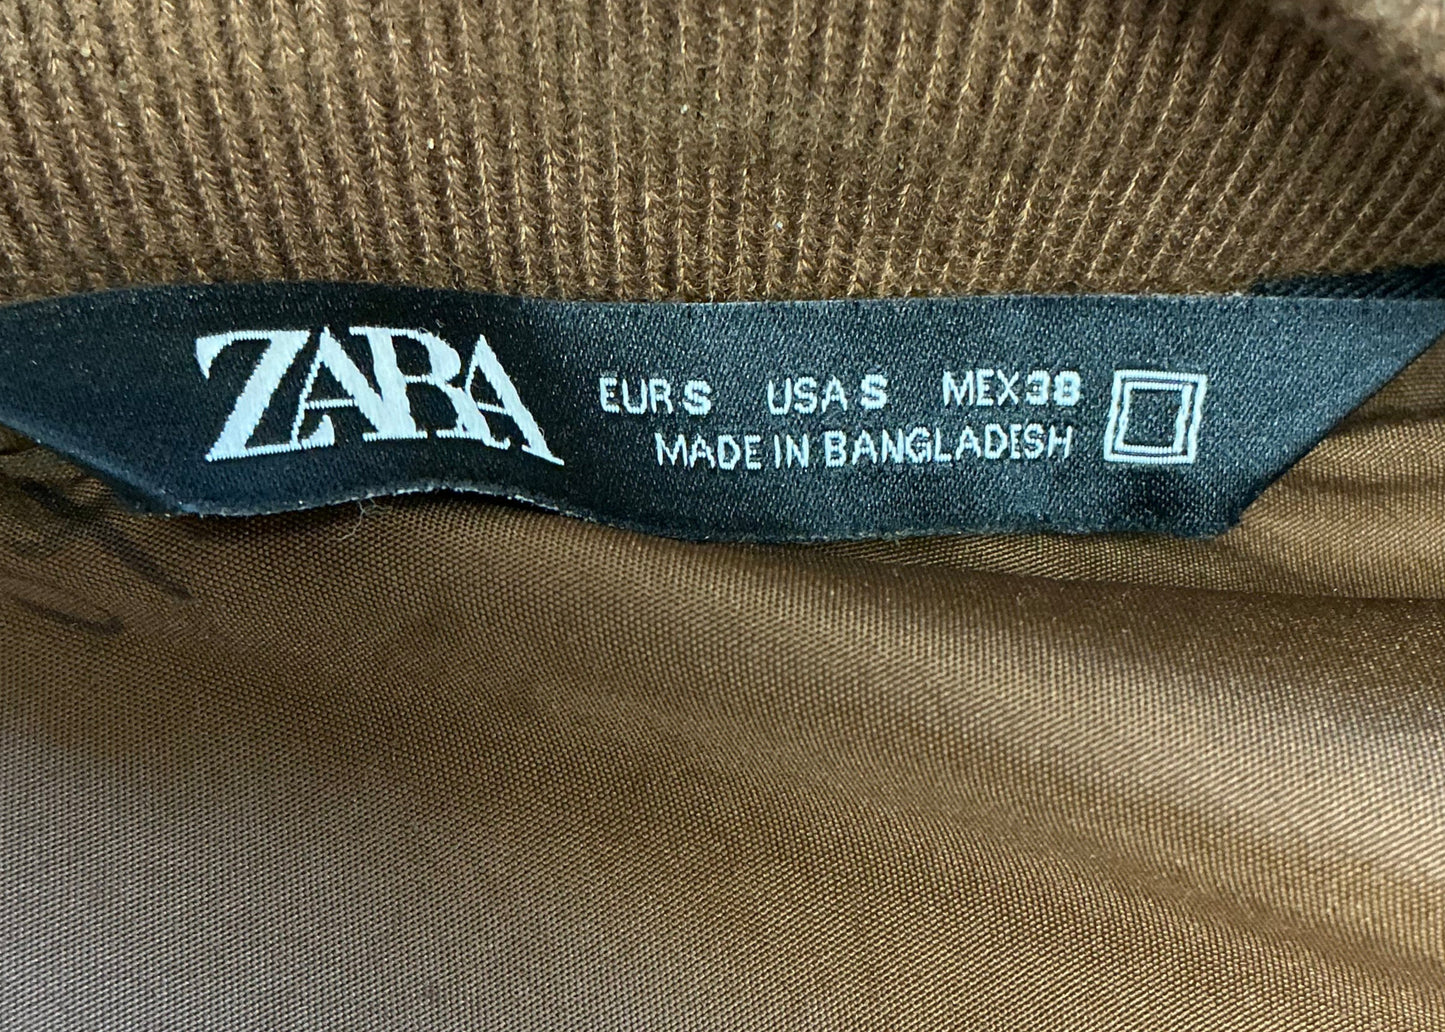 ZARA
EUR S USA S MEX 38
MADE IN BANGLADESH